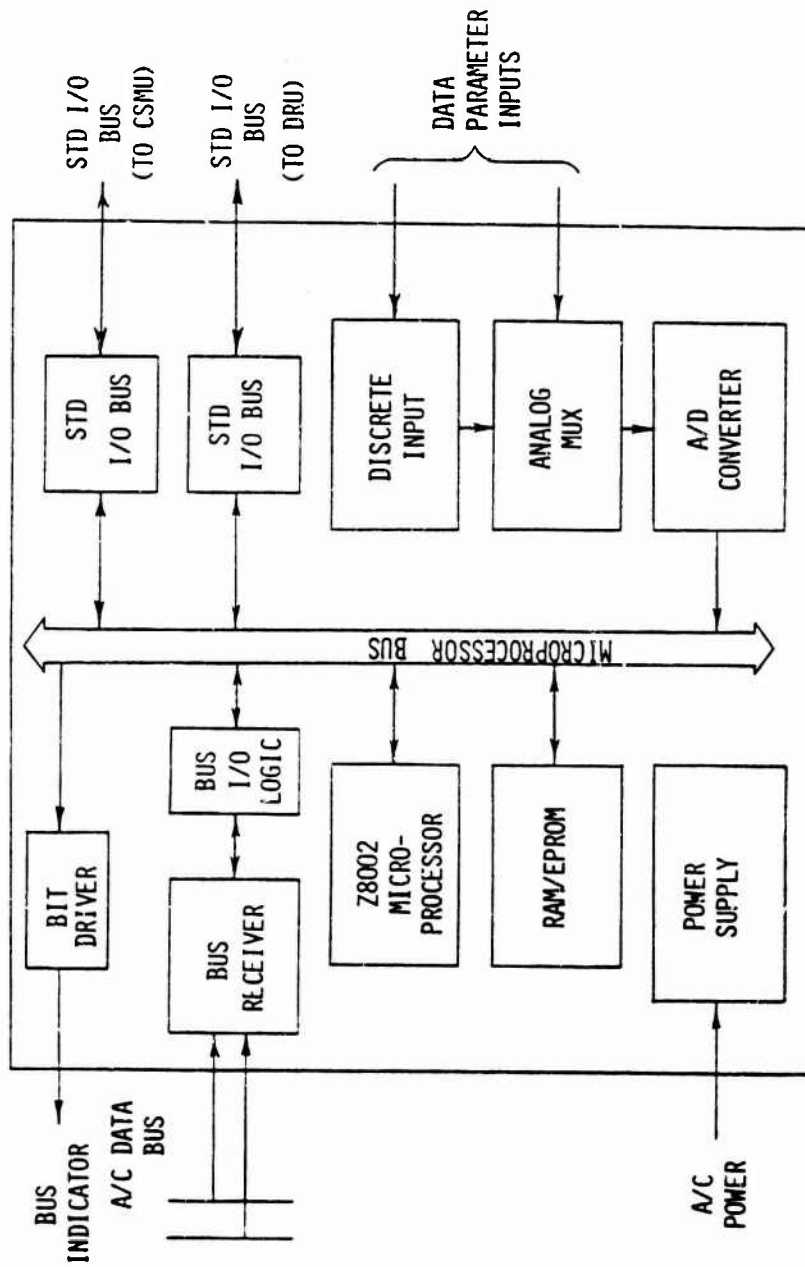 BUS
INDICATOR
BIT
DRIVER
STD
I/O BUS
STD I/O
BUS
(TO CSMU)
A/C DATA
BUS
BUS
RECEIVER
BUS
I/O
LOGIC
STD
I/O BUS
STD I/O
BUS
(TO DRU)
MICROPROCESSOR BUS
Z8002
MICRO-
PROCESSOR
DISCRETE
INPUT
DATA
PARAMETER
INPUTS
RAM/EPROM
ANALOG
MUX
A/C
POWER
POWER
SUPPLY
A/D
CONVERTER